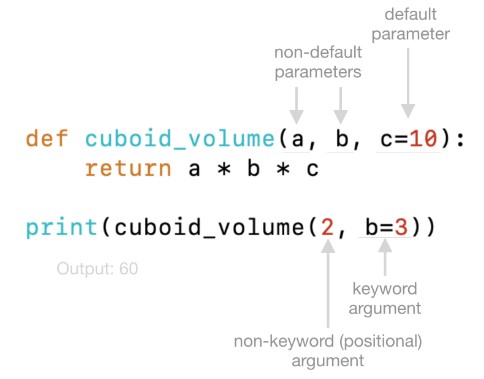 default
parameter
non-default
parameters
def cuboid_volume(a, b, c=10):
    return a * b * c
print(cuboid_volume(2, b=3))
Output: 60
keyword
argument
non-keyword (positional)
argument